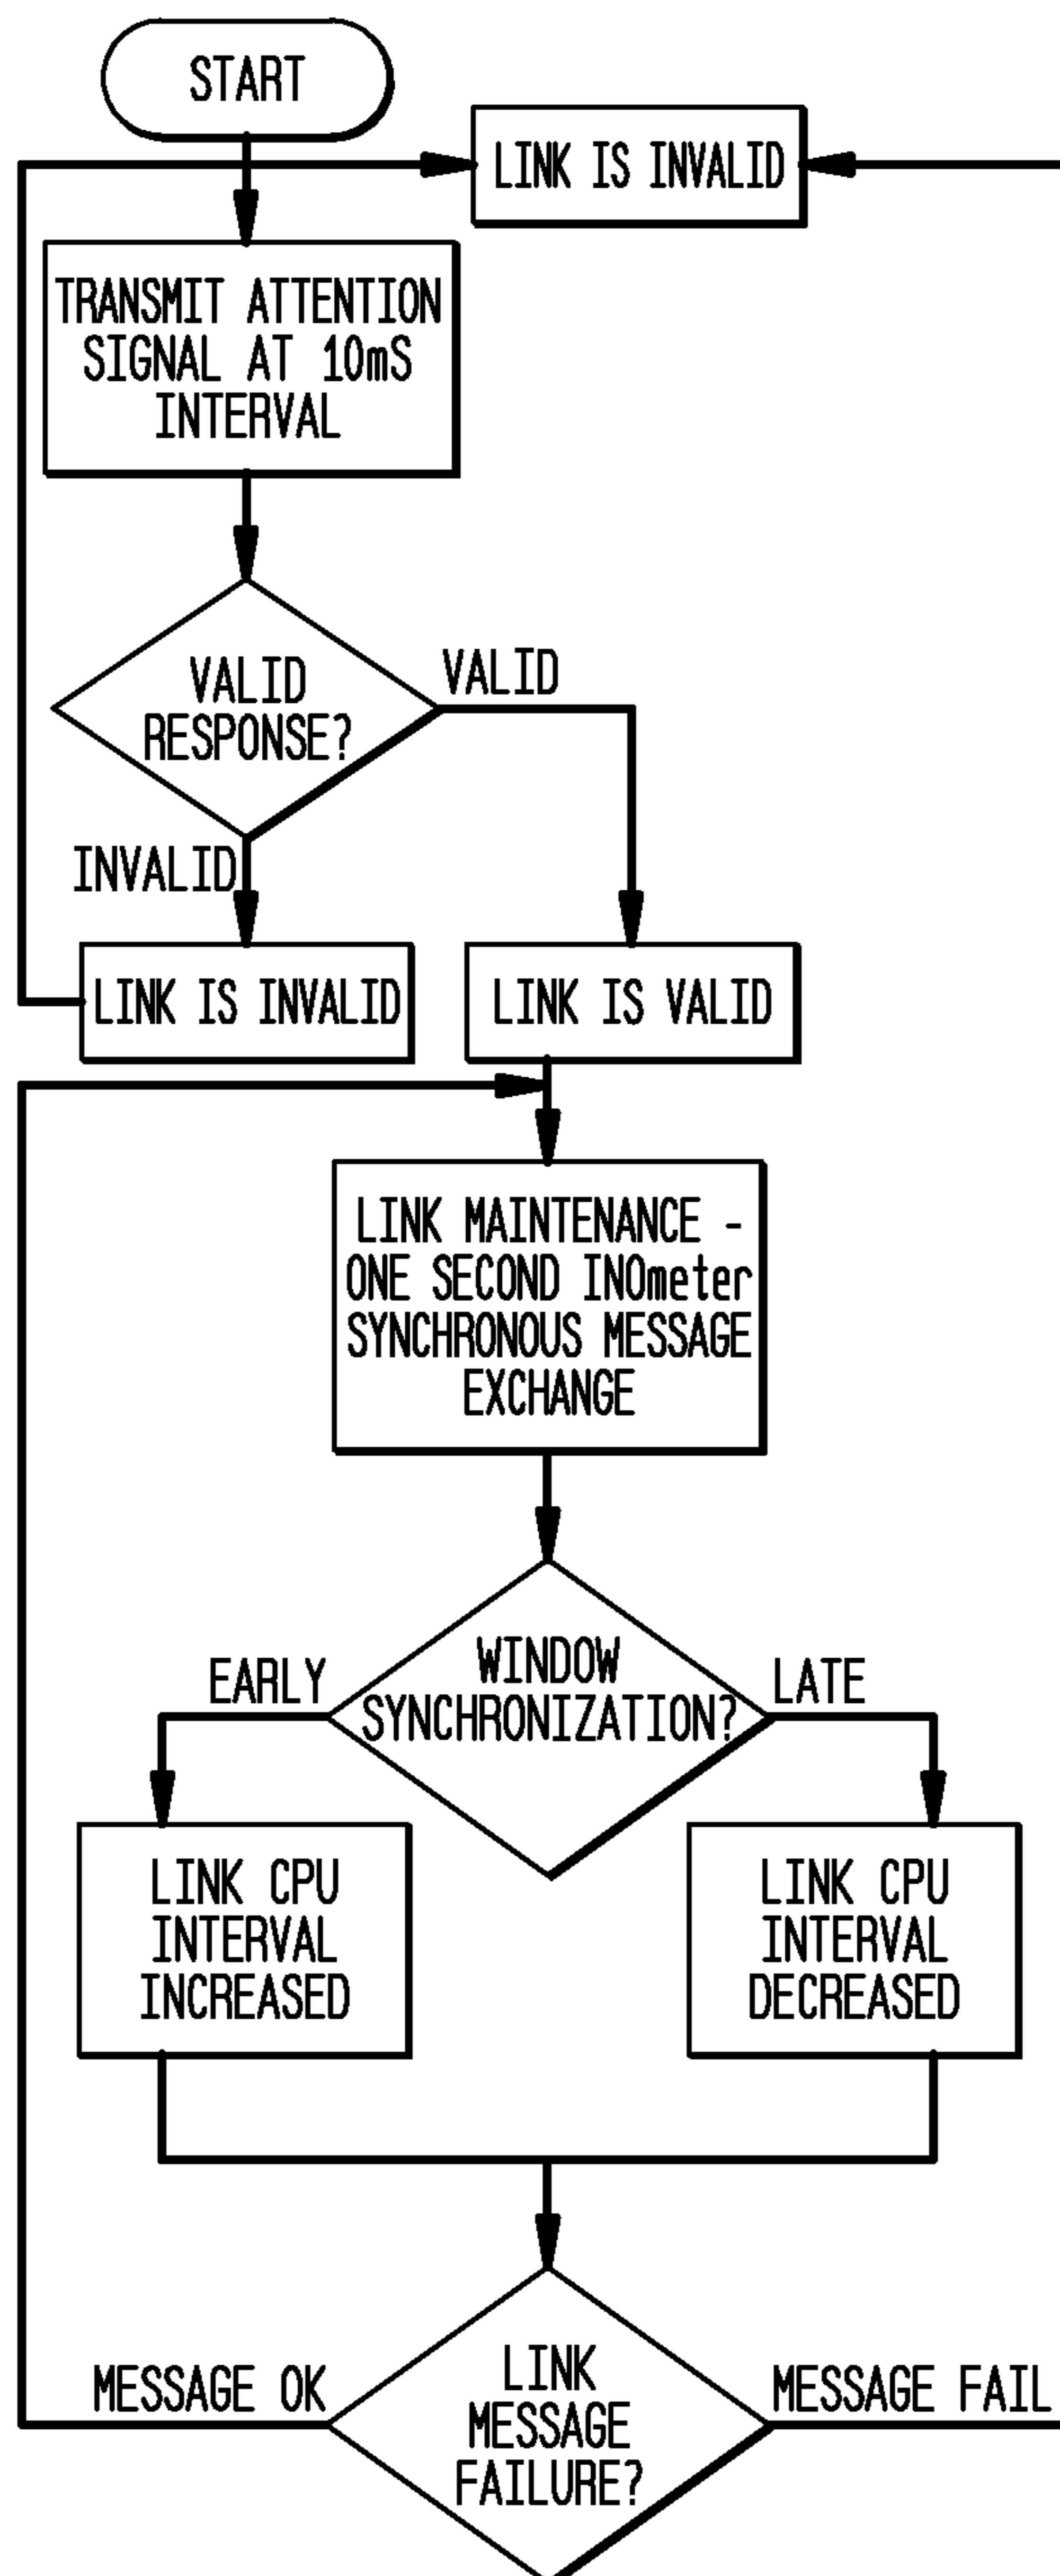 START
LINK IS INVALID
TRANSMIT ATTENTION
SIGNAL AT 10mS
INTERVAL
VALID
RESPONSE?
VALID
INVALID
LINK IS INVALID
LINK IS VALID
LINK MAINTENANCE -
ONE SECOND INOmeter
SYNCHRONOUS MESSAGE
EXCHANGE
WINDOW
SYNCHRONIZATION?
EARLY
LATE
LINK CPU
INTERVAL
INCREASED
LINK CPU
INTERVAL
DECREASED
LINK
MESSAGE
FAILURE?
MESSAGE OK
MESSAGE FAIL